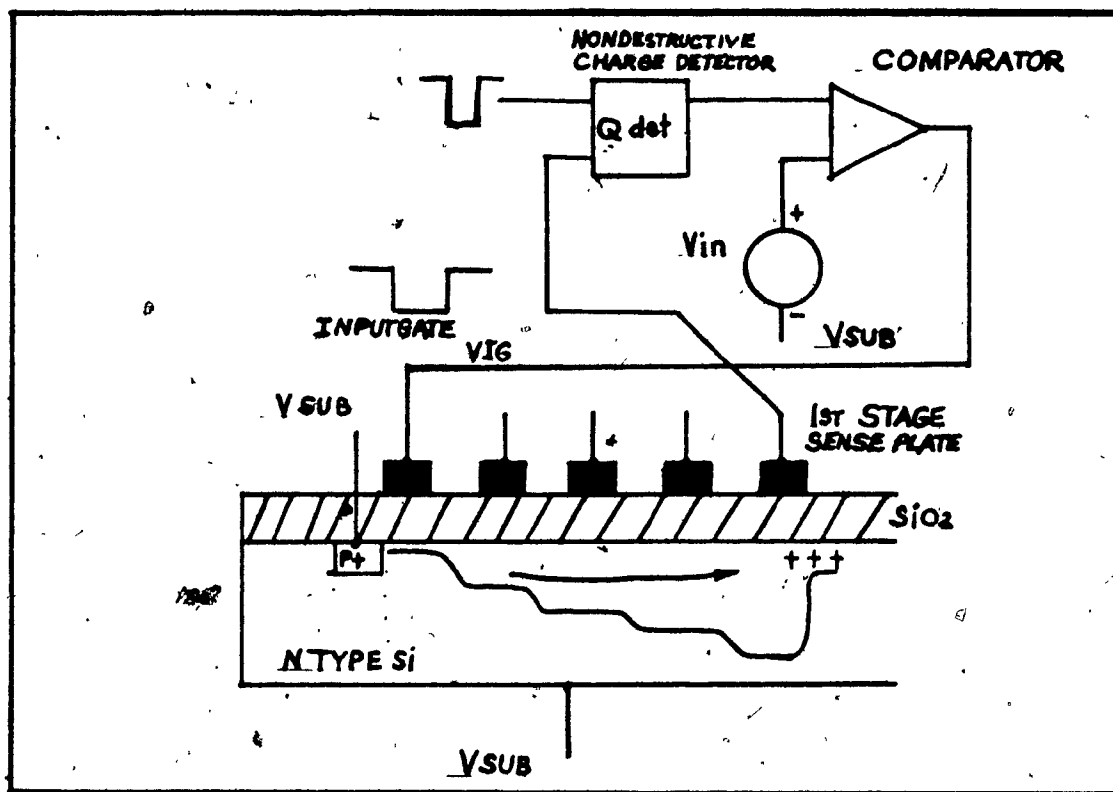 NONDESTRUCTIVE
CHARGE DETECTOR
COMPARATOR
Q det
+
Vin
-
VSUB
INPUTGATE
VIG
VSUB
1ST STAGE
SENSE PLATE
SiO2
P+
+ + +
N TYPE Si
VSUB